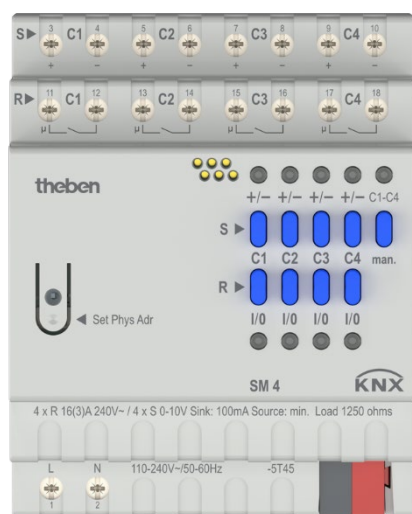 3 4 5 6 7 8 9 10
S▶ C1 C2 C3 C4
+ − + − + − + −
11 12 13 14 15 16 17 18
R▶ C1 C2 C3 C4
µ µ µ µ
theben
+/− +/− +/− +/− C1-C4
S ▶
C1 C2 C3 C4 man.
R ▶
I/0 I/0 I/0 I/0
◀ Set Phys Adr
SM 4 KNX
4 x R 16(3)A 240V~ / 4 x S 0-10V Sink: 100mA Source: min. Load 1250 ohms
L N 110-240V~/50-60Hz -5T45
1 2